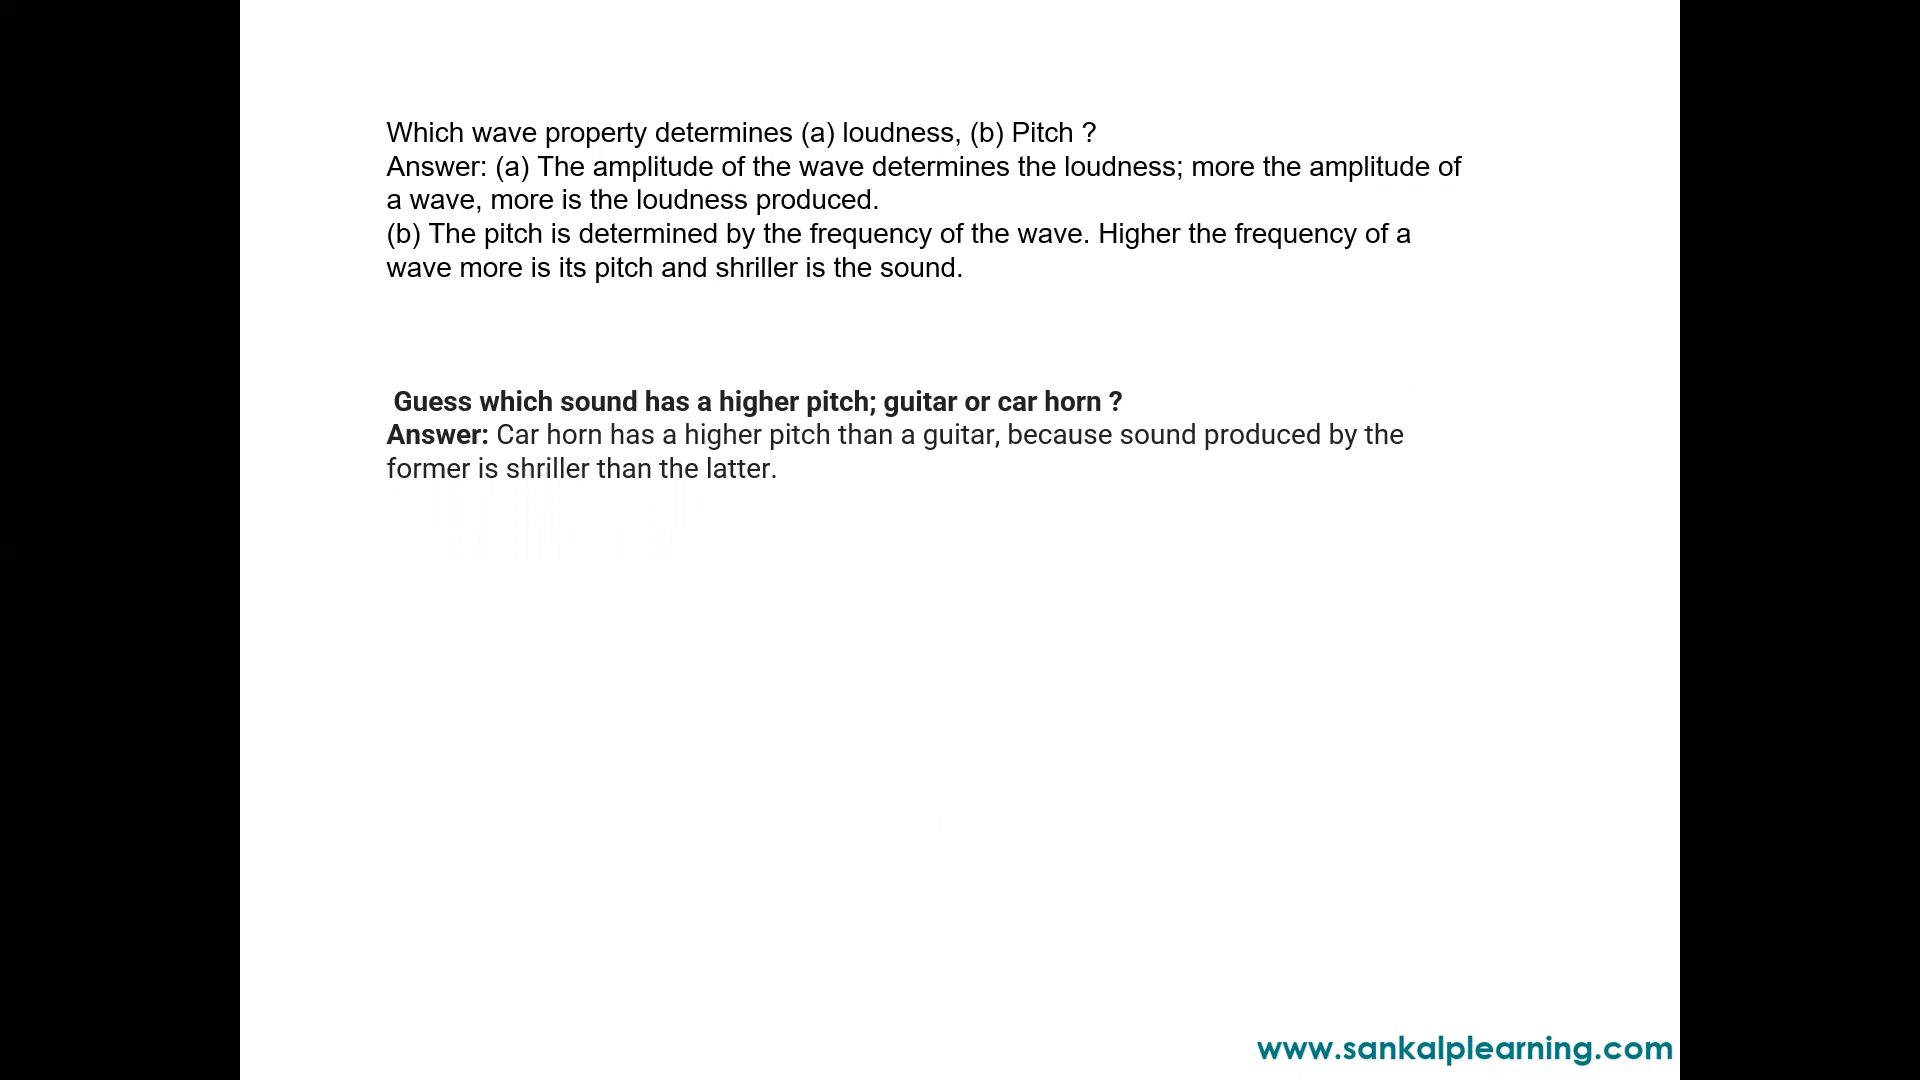 Which wave property determines (a) loudness, (b) Pitch ?
Answer: (a) The amplitude of the wave determines the loudness; more the amplitude of
a wave, more is the loudness produced.
(b) The pitch is determined by the frequency of the wave. Higher the frequency of a
wave more is its pitch and shriller is the sound.
Guess which sound has a higher pitch; guitar or car horn ?
Answer: Car horn has a higher pitch than a guitar, because sound produced by the
former is shriller than the latter.
www.sankalplearning.com